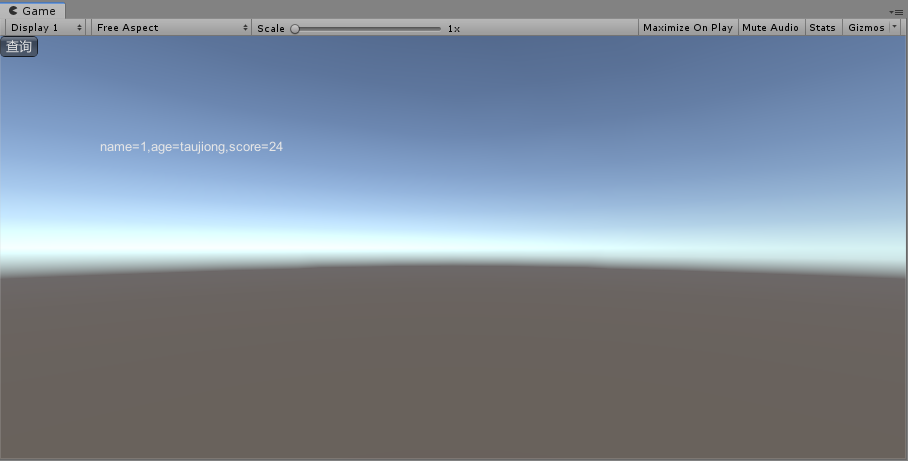 Game
Display 1 Free Aspect Scale 1x Maximize On Play Mute Audio Stats Gizmos
查询
name=1,age=taujiong,score=24